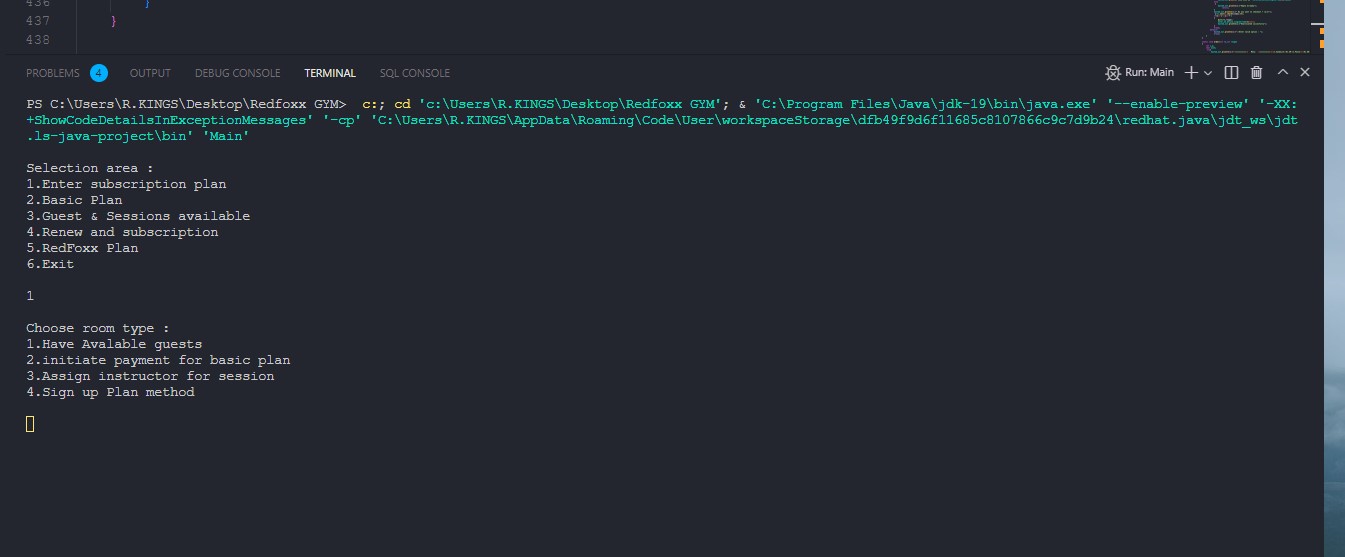 436 }
437 }
438
PROBLEMS 4 OUTPUT DEBUG CONSOLE TERMINAL SQL CONSOLE Run: Main
PS C:\Users\R.KINGS\Desktop\Redfoxx GYM> c:; cd 'c:\Users\R.KINGS\Desktop\Redfoxx GYM'; & 'C:\Program Files\Java\jdk-19\bin\java.exe' '--enable-preview' '-XX:
+ShowCodeDetailsInExceptionMessages' '-cp' 'C:\Users\R.KINGS\AppData\Roaming\Code\User\workspaceStorage\dfb49f9d6f11685c8107866c9c7d9b24\redhat.java\jdt_ws\jdt
.ls-java-project\bin' 'Main'
Selection area :
1.Enter subscription plan
2.Basic Plan
3.Guest & Sessions available
4.Renew and subscription
5.RedFoxx Plan
6.Exit
1
Choose room type :
1.Have Avalable guests
2.initiate payment for basic plan
3.Assign instructor for session
4.Sign up Plan method